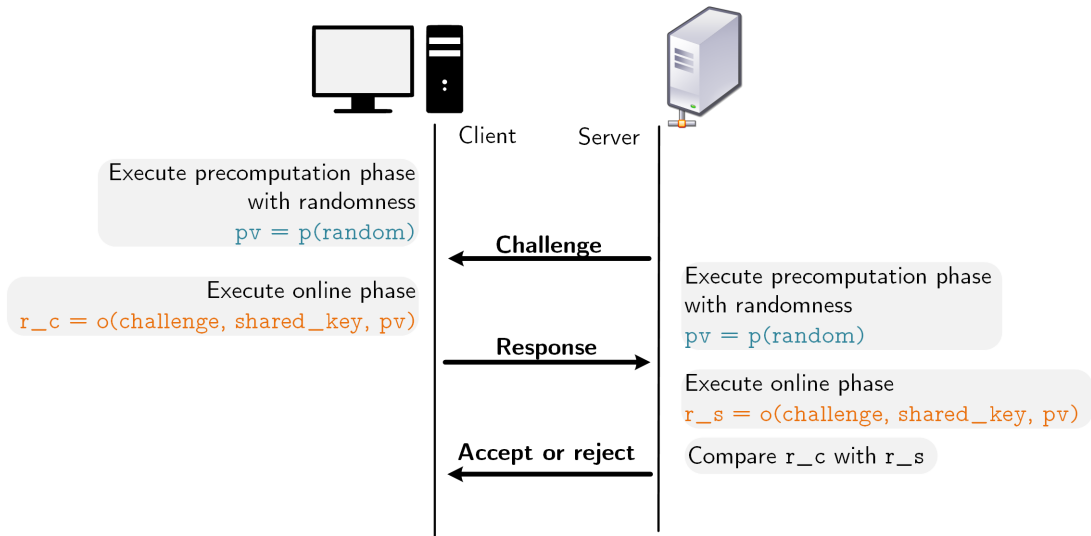 Client
Server
Execute precomputation phase
with randomness
pv = p(random)
Challenge
Execute precomputation phase
with randomness
pv = p(random)
Execute online phase
r_c = o(challenge, shared_key, pv)
Response
Execute online phase
r_s = o(challenge, shared_key, pv)
Accept or reject
Compare r_c with r_s